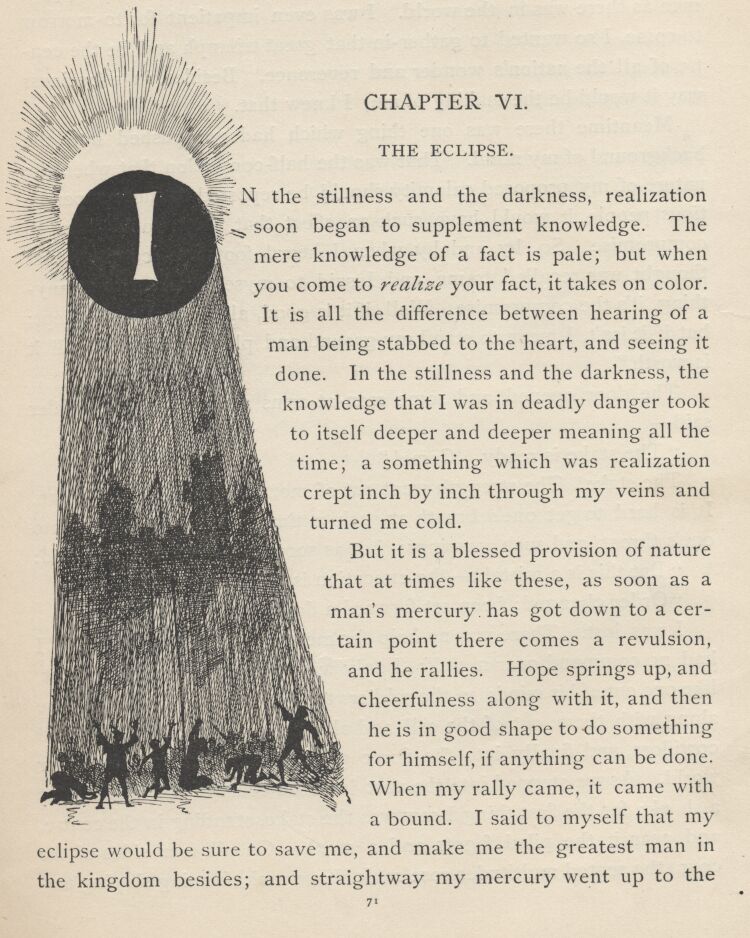 CHAPTER VI.
THE ECLIPSE.
IN the stillness and the darkness, realization
soon began to supplement knowledge. The
mere knowledge of a fact is pale; but when
you come to realize your fact, it takes on color.
It is all the difference between hearing of a
man being stabbed to the heart, and seeing it
done. In the stillness and the darkness, the
knowledge that I was in deadly danger took
to itself deeper and deeper meaning all the
time; a something which was realization
crept inch by inch through my veins and
turned me cold.
But it is a blessed provision of nature
that at times like these, as soon as a
man's mercury has got down to a cer-
tain point there comes a revulsion,
and he rallies. Hope springs up, and
cheerfulness along with it, and then
he is in good shape to do something
for himself, if anything can be done.
When my rally came, it came with
a bound. I said to myself that my
eclipse would be sure to save me, and make me the greatest man in
the kingdom besides; and straightway my mercury went up to the
71